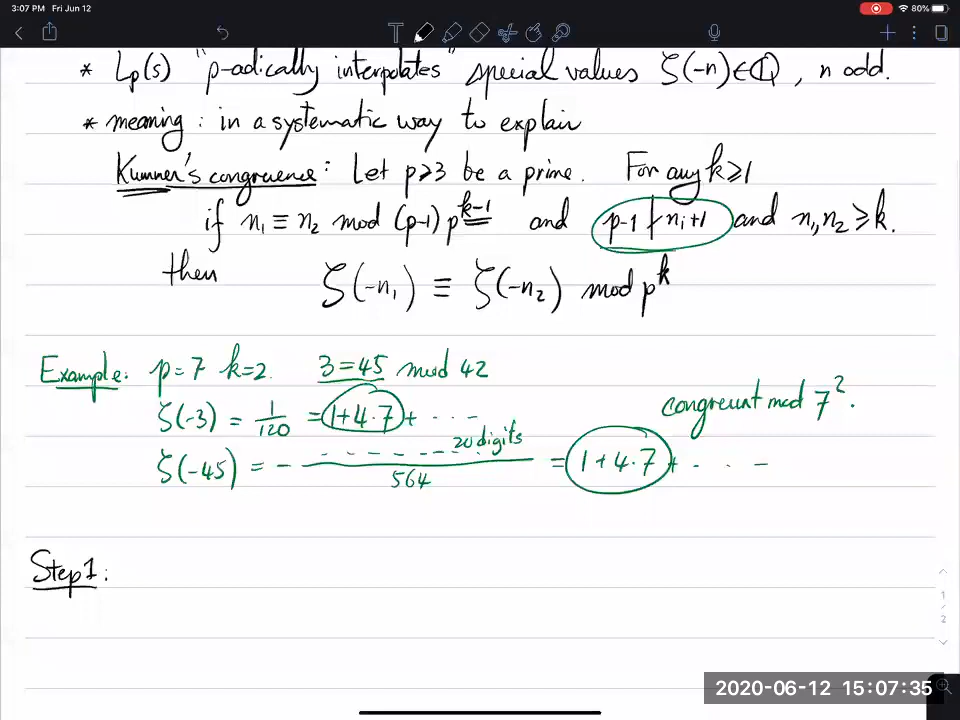 3:07 PM Fri Jun 12
80%
* Lp(s) "p-adically interpolates" special values ζ(-n)∈ℚ, n odd.
* meaning: in a systematic way to explain
Kummer's congruence: Let p≥3 be a prime. For any k≥1
if n₁ ≡ n₂ mod (p-1) p^{k-1} and p-1 ∤ nᵢ+1 and n₁, n₂ ≥ k.
then
ζ(-n₁) ≡ ζ(-n₂) mod p^k
Example: p=7 k=2 3=45 mod 42
ζ(-3) = 1/120 = 1+4·7+ ··· congruent mod 7².
ζ(-45) = - 20 digits/564 = 1+4·7+ ···
Step1:
1
/
2
2020-06-12 15:07:35